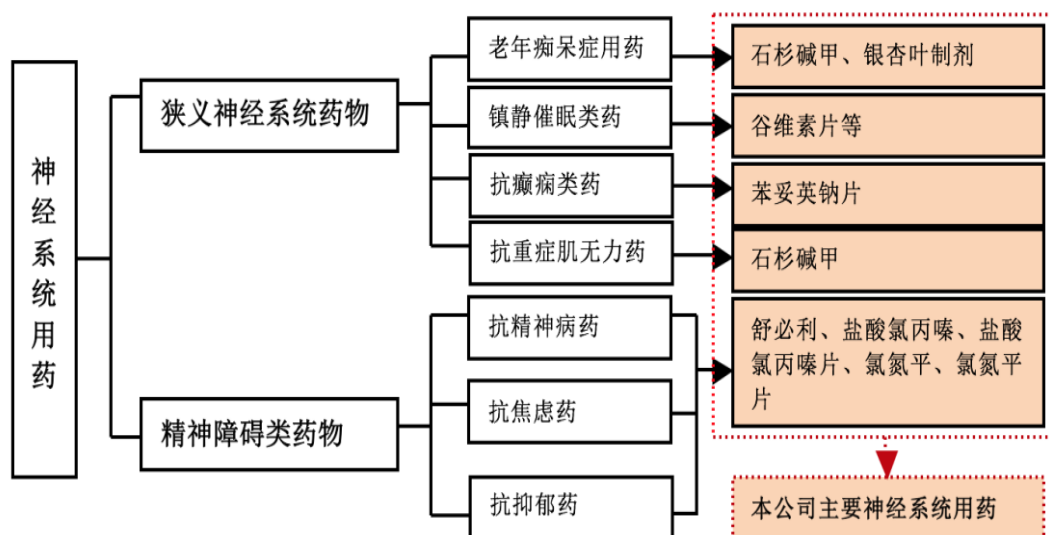 神经系统用药
狭义神经系统药物
老年痴呆症用药
石杉碱甲、银杏叶制剂
镇静催眠类药
谷维素片等
抗癫痫类药
苯妥英钠片
抗重症肌无力药
石杉碱甲
精神障碍类药物
抗精神病药
抗焦虑药
抗抑郁药
舒必利、盐酸氯丙嗪、盐酸
氯丙嗪片、氯氮平、氯氮平
片
本公司主要神经系统用药